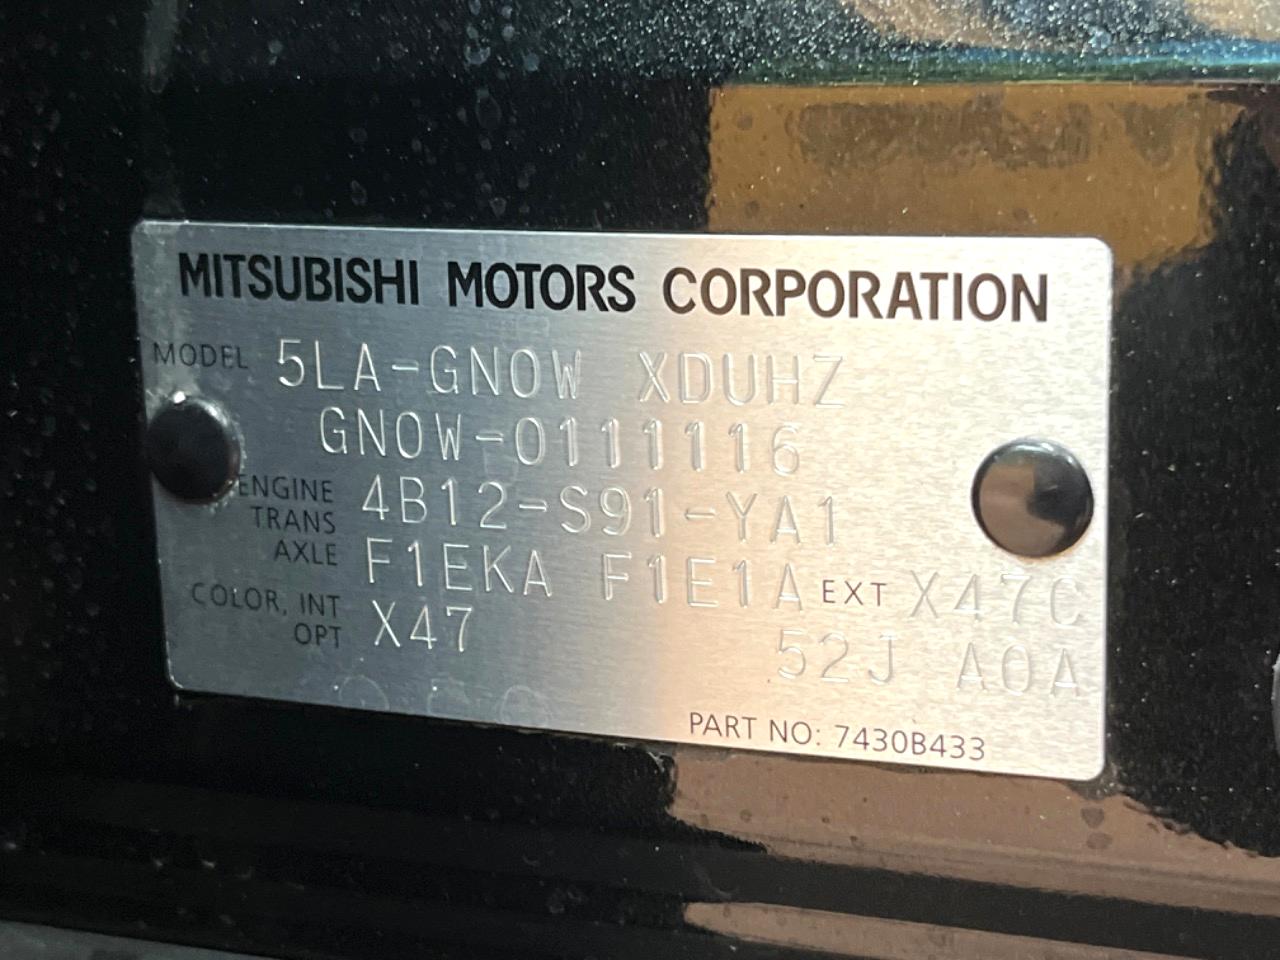 MITSUBISHI MOTORS CORPORATION
MODEL 5LA-GN0W XDUHZ
GN0W-0111116
ENGINE 4B12-S91-YA1
TRANS
AXLE F1EKA F1E1A EXT X47C
COLOR, INT X47
OPT 52J A0A
PART NO: 7430B433